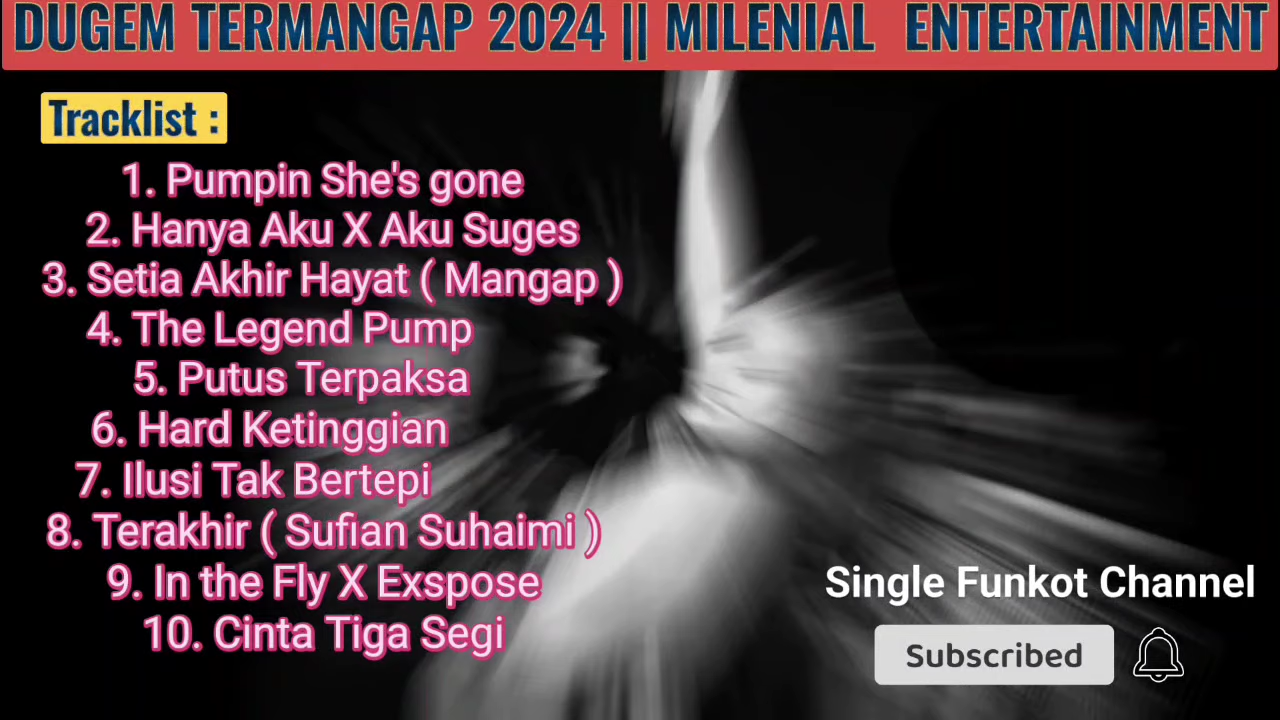 DUGEM TERMANGAP 2024 || MILENIAL ENTERTAINMENT
Tracklist :
1. Pumpin She's gone
2. Hanya Aku X Aku Suges
3. Setia Akhir Hayat ( Mangap )
4. The Legend Pump
5. Putus Terpaksa
6. Hard Ketinggian
7. Ilusi Tak Bertepi
8. Terakhir ( Sufian Suhaimi )
9. In the Fly X Exspose
10. Cinta Tiga Segi
Single Funkot Channel
Subscribed